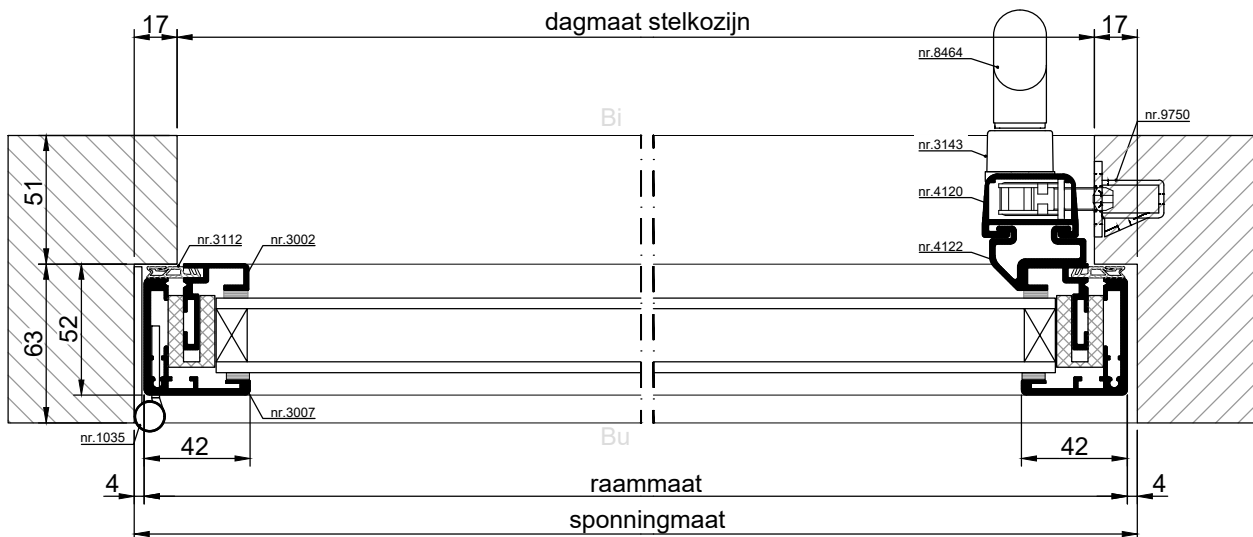 17
dagmaat stelkozijn
17
nr.8464
Bi
nr.9750
nr.3143
51
nr.4120
nr.3112
nr.3002
nr.4122
63
52
nr.3007
nr.1035
Bu
42
42
4
raammaat
4
sponningmaat